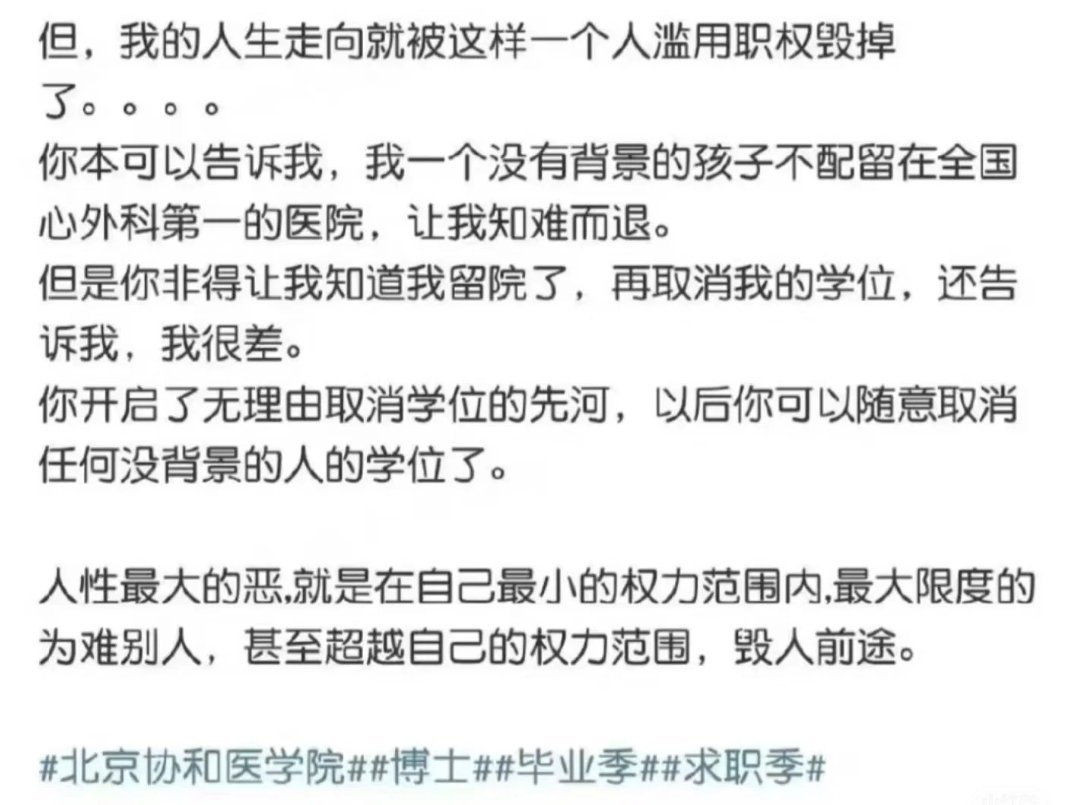 但，我的人生走向就被这样一个人滥用职权毁掉
了。。。。
你本可以告诉我，我一个没有背景的孩子不配留在全国
心外科第一的医院，让我知难而退。
但是你非得让我知道我留院了，再取消我的学位，还告
诉我，我很差。
你开启了无理由取消学位的先河，以后你可以随意取消
任何没背景的人的学位了。
人性最大的恶,就是在自己最小的权力范围内,最大限度的
为难别人，甚至超越自己的权力范围，毁人前途。
#北京协和医学院##博士##毕业季##求职季#